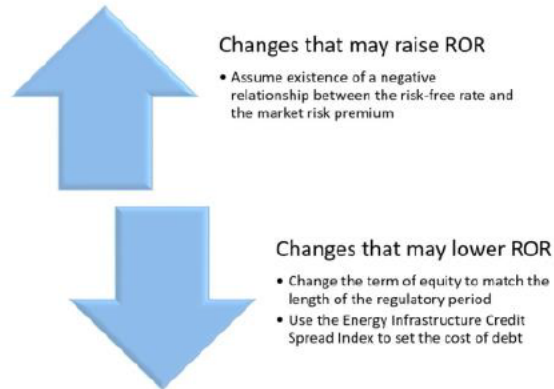 Changes that may raise ROR
• Assume existence of a negative
relationship between the risk-free rate and
the market risk premium
Changes that may lower ROR
• Change the term of equity to match the
length of the regulatory period
• Use the Energy Infrastructure Credit
Spread Index to set the cost of debt